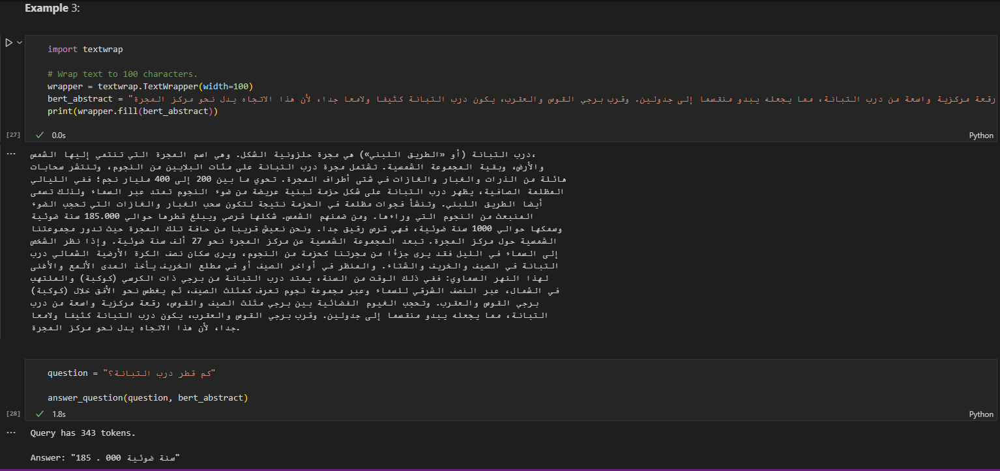 Example 3:
import textwrap
# Wrap text to 100 characters.
wrapper = textwrap.TextWrapper(width=100)
bert_abstract = "رقعة مركزية واسعة من درب التبانة، مما يجعله يبدو منقسما إلى جدولين. وقرب برجي القوس والعقرب، يكون درب التبانة كثيفا ولامعا جدا، لأن هذا الاتجاه يدل نحو مركز المجرة
print(wrapper.fill(bert_abstract))
[27]
0.0s
Python
درب التبانة (أو «الطريق اللبني») هي مجرة حلزونية الشكل. وهي اسم المجرة التي تنتمي إليها الشمس،
والأرض، وبقية المجموعة الشمسية. تشتمل مجرة درب التبانة على مئات البلايين من النجوم، وتنتشر سحابات
هائلة من الذرات والغبار والغازات في شتى أطراف المجرة. تحوي ما بين 200 إلى 400 مليار نجم؛ ففي الليالي
المظلمة الصافية، يظهر درب التبانة على شكل حزمة لبنية عريضة من ضوء النجوم تمتد عبر السماء ولذلك تسمى
أيضا الطريق اللبني. وتنشأ فجوات مظلمة في الحزمة نتيجة لتكون سحب الغبار والغازات التي تحجب الضوء
المنبعث من النجوم التي وراءها. ومن ضمنهم الشمس. شكلها قرصي ويبلغ قطرها حوالي 185.000 سنة ضوئية
وسمكها حوالي 1000 سنة ضوئية، فهي قرص رقيق جدا. ونحن نعيش قريبا من حافة تلك المجرة حيث تدور مجموعتنا
الشمسية حول مركز المجرة. تبعد المجموعة الشمسية عن مركز المجرة نحو 27 ألف سنة ضوئية. وإذا نظر الشخص
إلى السماء في الليل فقد يرى جزءًا من مجرتنا كحزمة من النجوم، ويرى سكان نصف الكرة الأرضية الشمالي درب
التبانة في الصيف والخريف والشتاء. والمنظر في أواخر الصيف أو في مطلع الخريف يأخذ المدى الألمع والأغنى
لهذا النهر السماوي: ففي ذلك الوقت من السنة، يمتد درب التبانة من برجي ذات الكرسي (كوكبة) والملتهب
(كوكبة) في الشمال، عبر النصف الشرقي للسماء وعبر مجموعة نجوم تعرف كمثلث الصيف، ثم يغطس نحو الأفق خلال
برجي القوس والعقرب. وتحجب الغيوم الفضائية بين برجي مثلث الصيف والقوس، رقعة مركزية واسعة من درب
التبانة، مما يجعله يبدو منقسما إلى جدولين. وقرب برجي القوس والعقرب، يكون درب التبانة كثيفا ولامعا
جدا، لأن هذا الاتجاه يدل نحو مركز المجرة.
question = "كم قطر درب التبانة؟"
answer_question(question, bert_abstract)
[28]
1.8s
Python
Query has 343 tokens.
Answer: "185 . 000 سنة ضوئية"